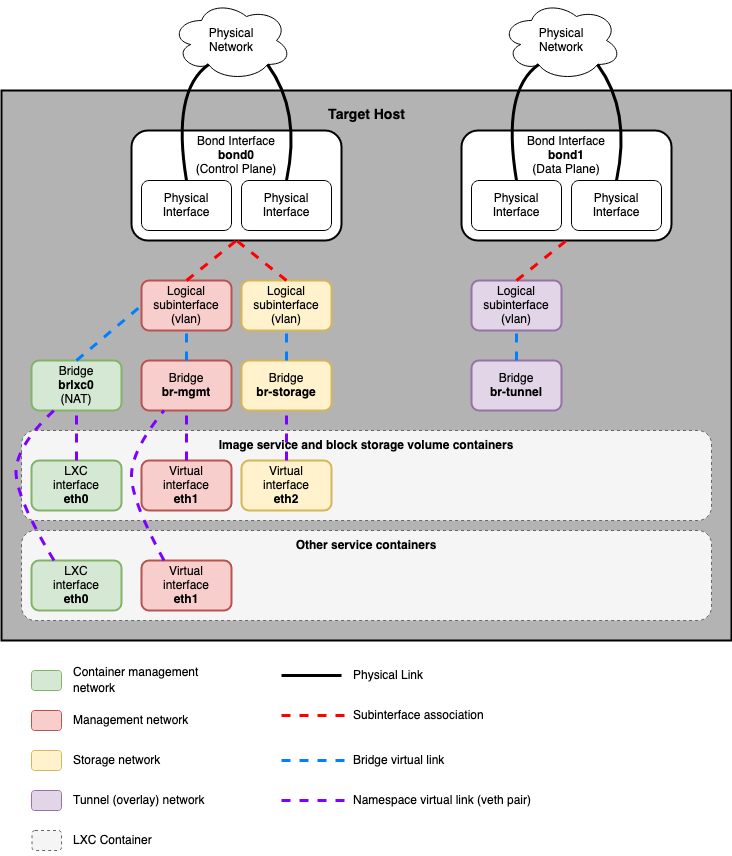 Physical
Network
Physical
Network
Target Host
Bond Interface
bond0
(Control Plane)
Physical
Interface
Physical
Interface
Bond Interface
bond1
(Data Plane)
Physical
Interface
Physical
Interface
Logical
subinterface
(vlan)
Logical
subinterface
(vlan)
Logical
subinterface
(vlan)
Bridge
brlxc0
(NAT)
Bridge
br-mgmt
Bridge
br-storage
Bridge
br-tunnel
Image service and block storage volume containers
LXC
interface
eth0
Virtual
interface
eth1
Virtual
interface
eth2
Other service containers
LXC
interface
eth0
Virtual
interface
eth1
Container management
network
Management network
Storage network
Tunnel (overlay) network
LXC Container
Physical Link
Subinterface association
Bridge virtual link
Namespace virtual link (veth pair)